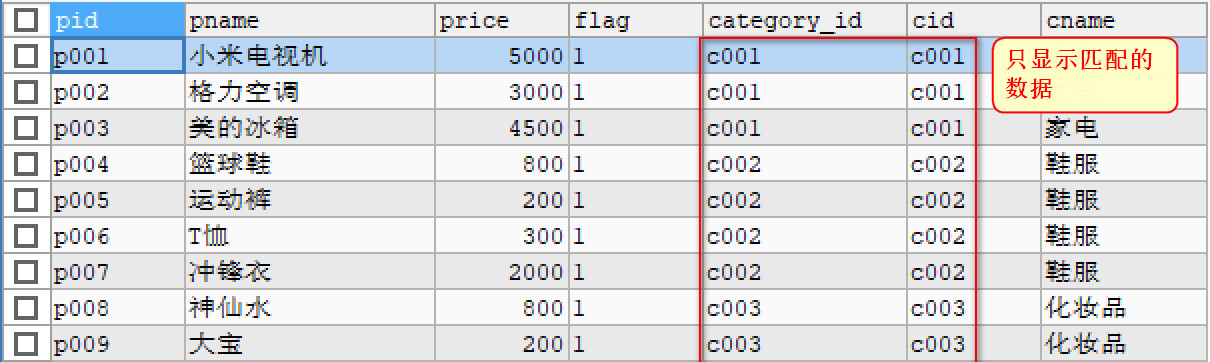 pid pname price flag category_id cid cname
p001 小米电视机 5000 1 c001 c001
只显示匹配的
数据
p002 格力空调 3000 1 c001 c001
p003 美的冰箱 4500 1 c001 c001 家电
p004 篮球鞋 800 1 c002 c002 鞋服
p005 运动裤 200 1 c002 c002 鞋服
p006 T恤 300 1 c002 c002 鞋服
p007 冲锋衣 2000 1 c002 c002 鞋服
p008 神仙水 800 1 c003 c003 化妆品
p009 大宝 200 1 c003 c003 化妆品